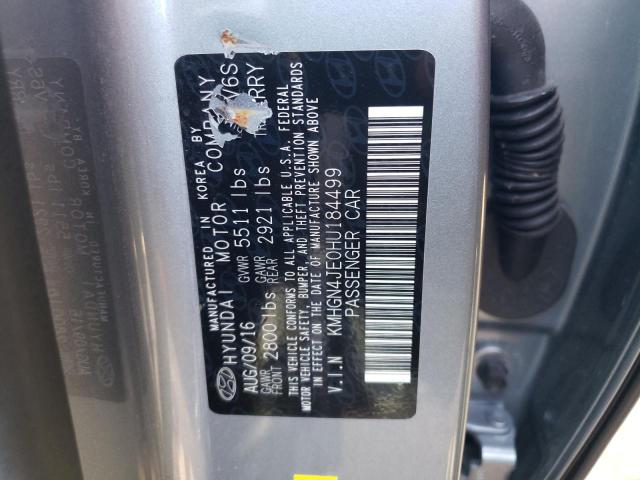 MANUFACTURED IN KOREA BY
HYUNDAI MOTOR COMPANY
AUG/09/16 GVWR 5511 lbs V6S
GAWR FRONT 2800 lbs GAWR REAR 2921 lbs RRY
THIS VEHICLE CONFORMS TO ALL APPLICABLE U.S.A. FEDERAL
MOTOR VEHICLE SAFETY, BUMPER, AND THEFT PREVENTION STANDARDS
IN EFFECT ON THE DATE OF MANUFACTURE SHOWN ABOVE.
V.I.N KMHGN4JE0HU184499
PASSENGER CAR